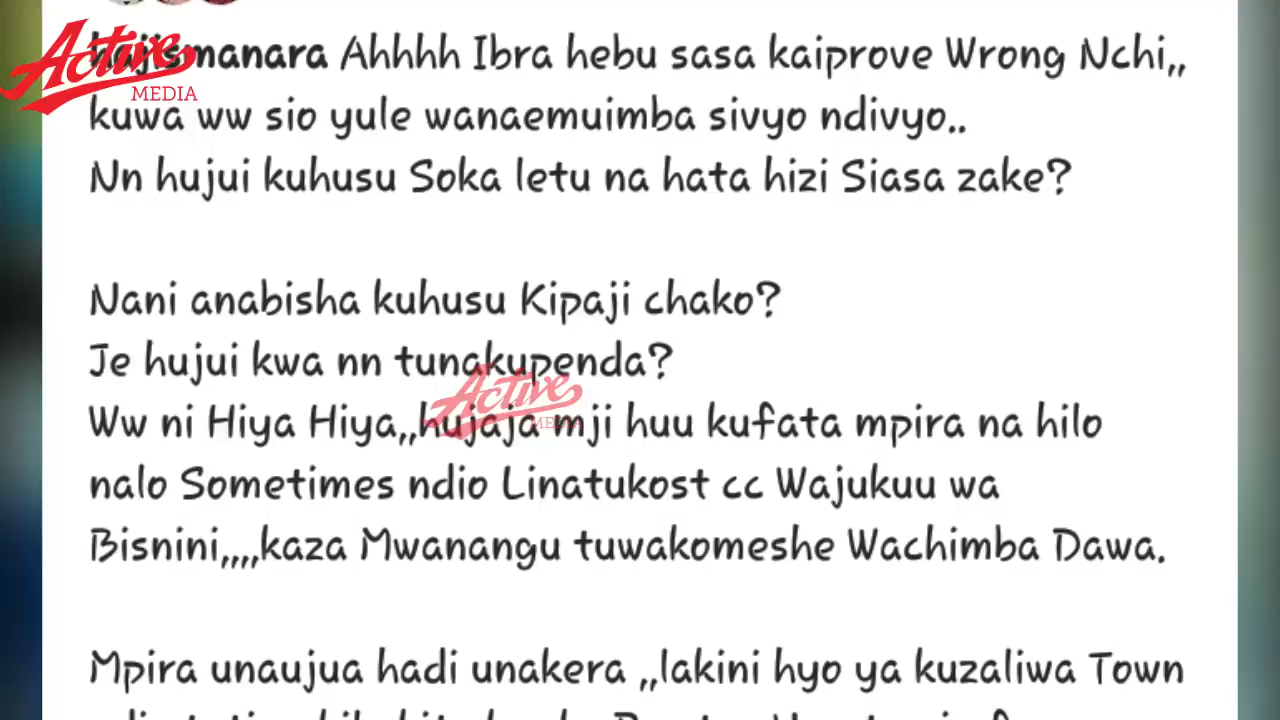 Active
MEDIA
hajismanara Ahhhh Ibra hebu sasa kaiprove Wrong Nchi,,
kuwa ww sio yule wanaemuimba sivyo ndivyo..
Nn hujui kuhusu Soka letu na hata hizi Siasa zake?
Nani anabisha kuhusu Kipaji chako?
Je hujui kwa nn tunakupenda?
Active
MEDIA
Ww ni Hiya Hiya,,hujaja mji huu kufata mpira na hilo
nalo Sometimes ndio Linatukost cc Wajukuu wa
Bisnini,,,,kaza Mwanangu tuwakomeshe Wachimba Dawa.
Mpira unaujua hadi unakera ,,lakini hyo ya kuzaliwa Town